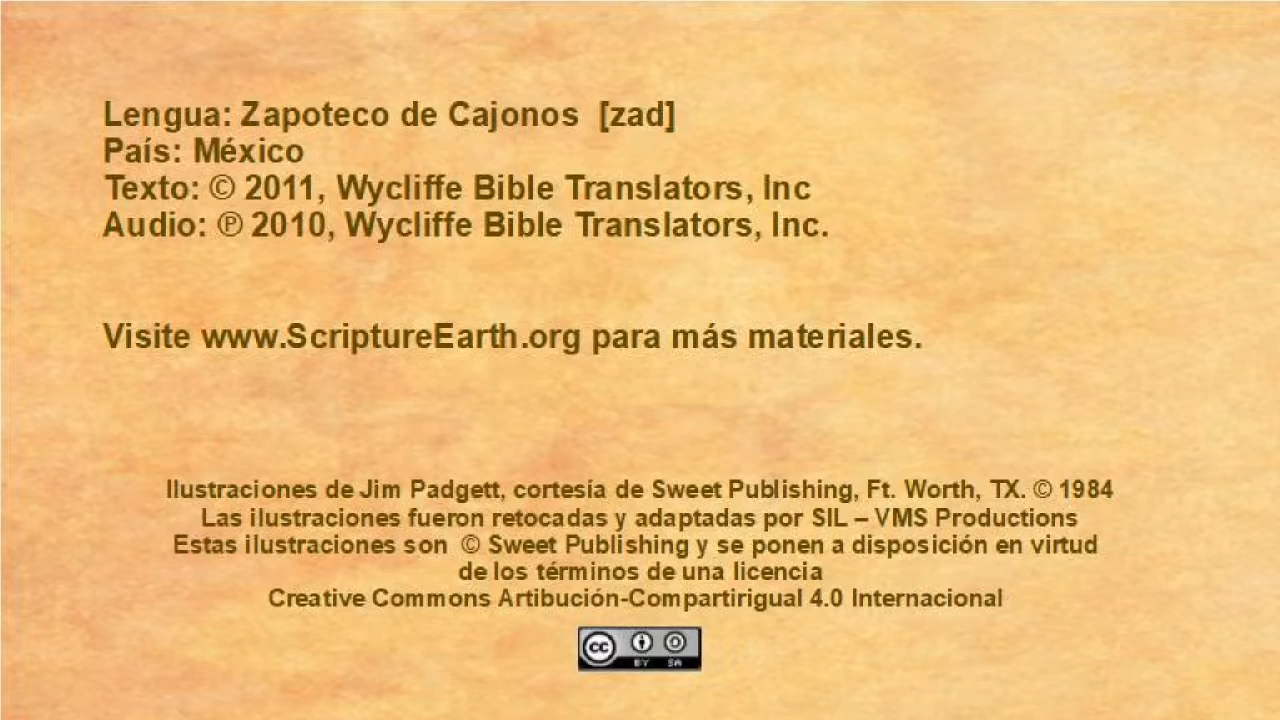 Lengua: Zapoteco de Cajonos [zad]
País: México
Texto: © 2011, Wycliffe Bible Translators, Inc
Audio: ℗ 2010, Wycliffe Bible Translators, Inc.
Visite www.ScriptureEarth.org para más materiales.
Ilustraciones de Jim Padgett, cortesía de Sweet Publishing, Ft. Worth, TX. © 1984
Las ilustraciones fueron retocadas y adaptadas por SIL – VMS Productions
Estas ilustraciones son © Sweet Publishing y se ponen a disposición en virtud
de los términos de una licencia
Creative Commons Artibución-Compartirigual 4.0 Internacional
cc BY SA